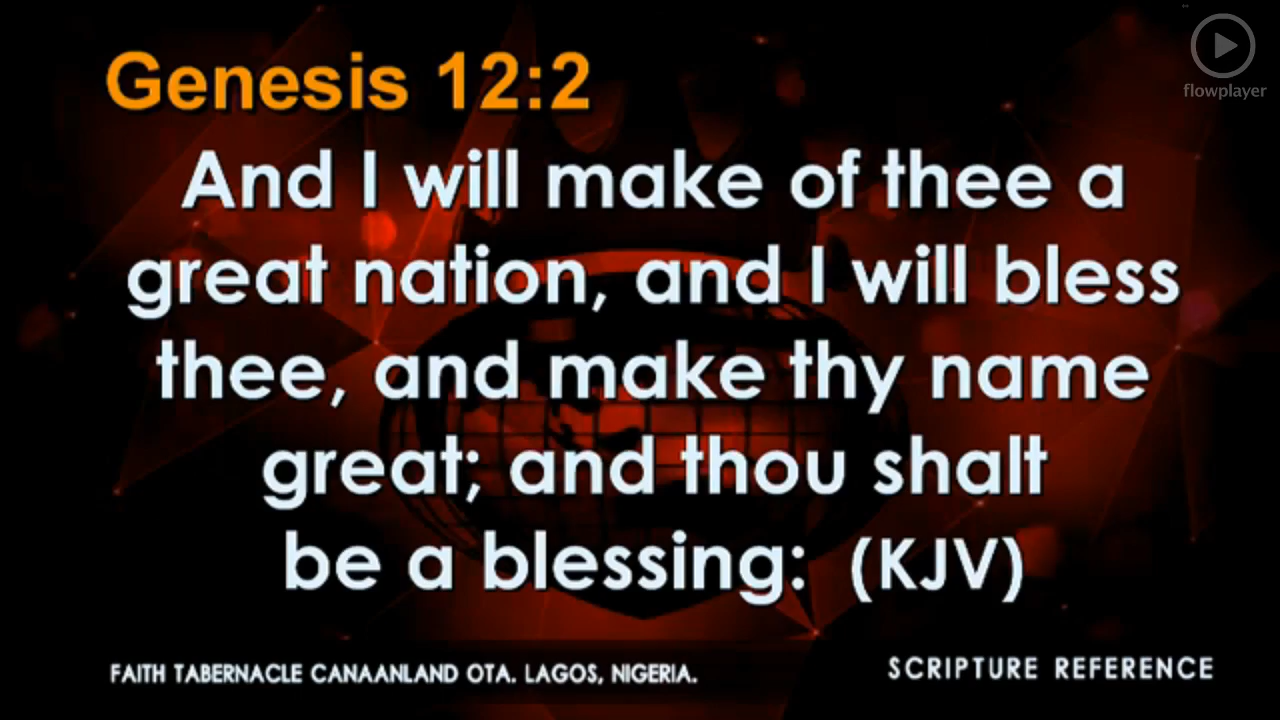 flowplayer
Genesis 12:2
And I will make of thee a
great nation, and I will bless
thee, and make thy name
great; and thou shalt
be a blessing: (KJV)
FAITH TABERNACLE CANAANLAND OTA. LAGOS, NIGERIA.
SCRIPTURE REFERENCE